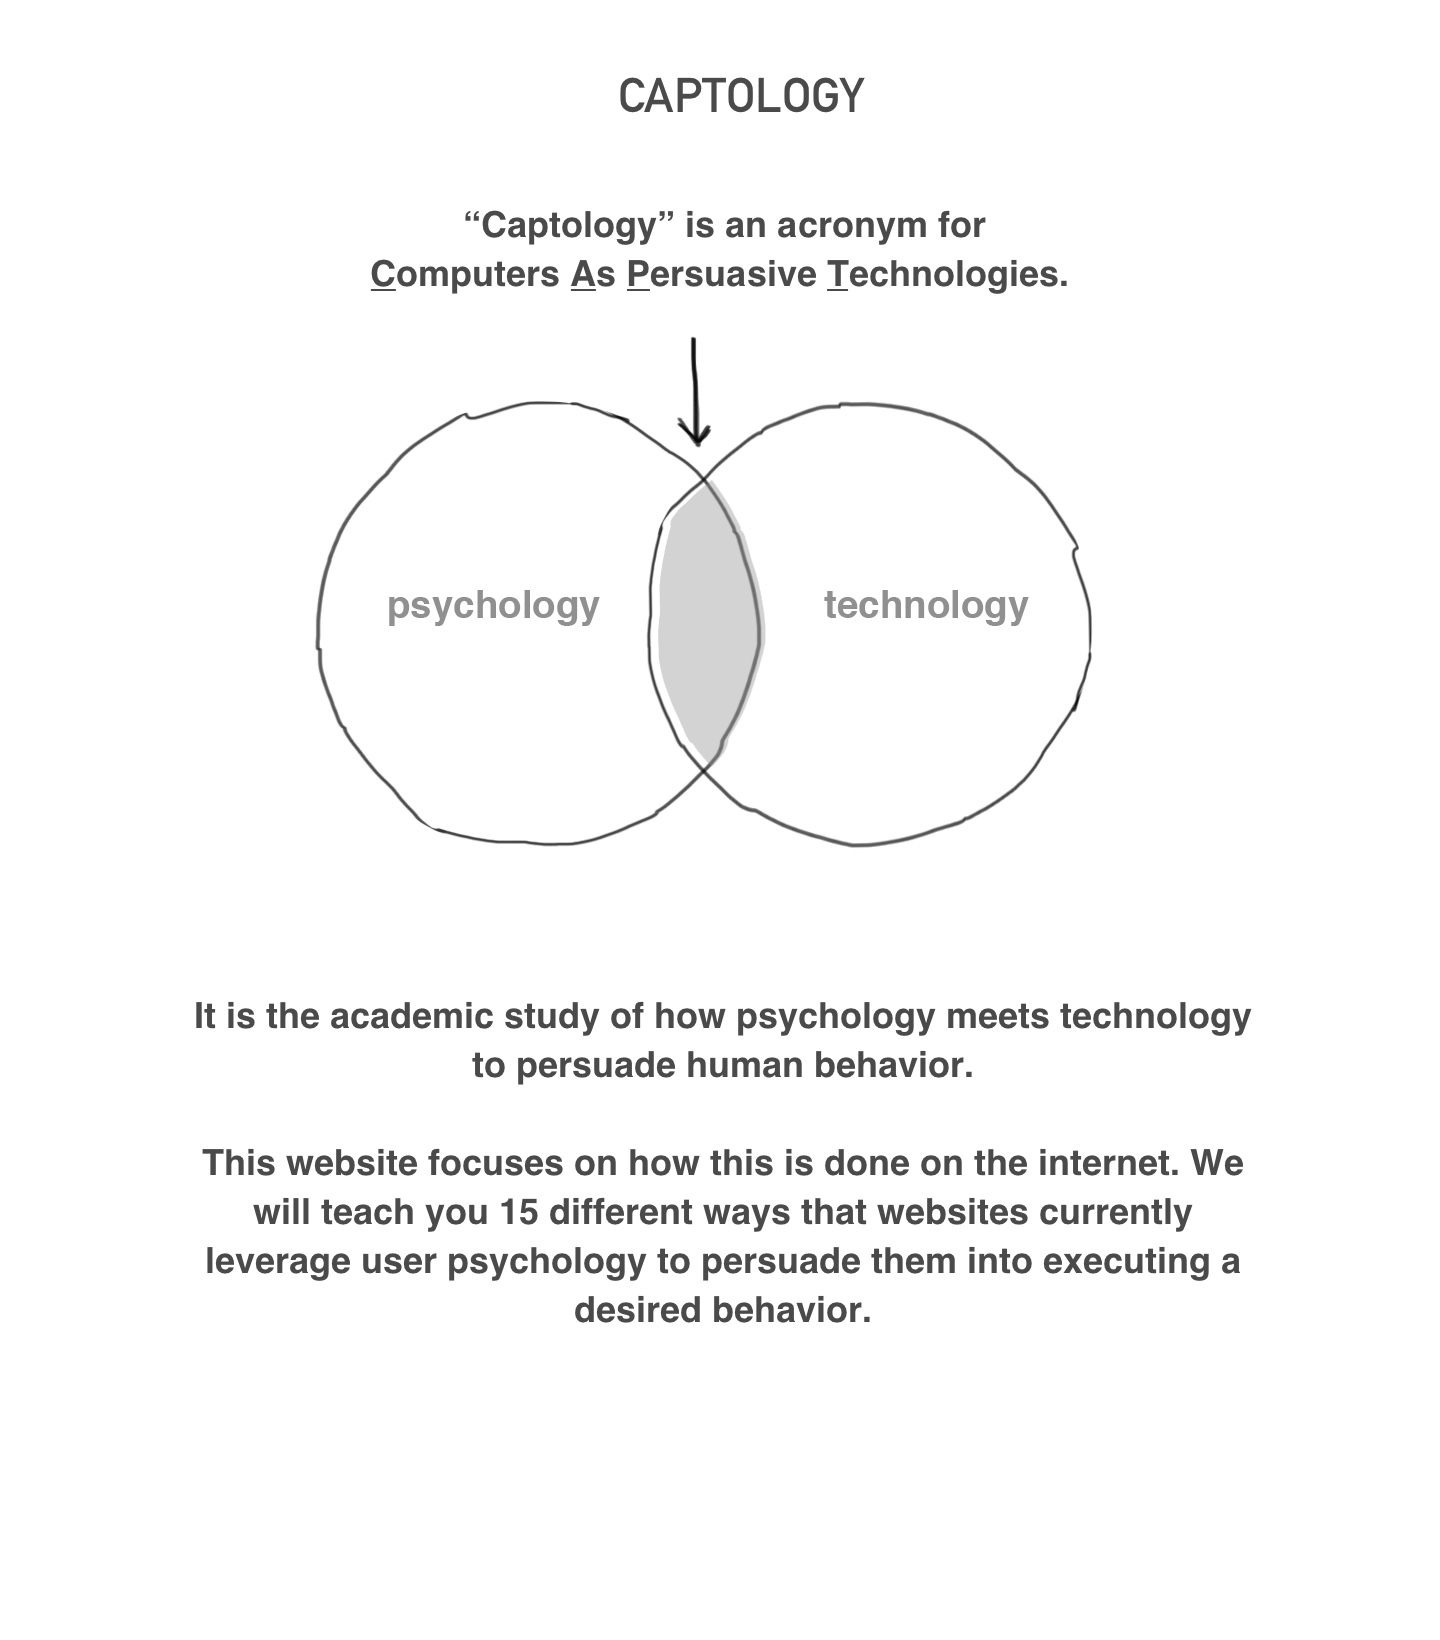 CAPTOLOGY
“Captology” is an acronym for
Computers As Persuasive Technologies.
psychology
technology
It is the academic study of how psychology meets technology
to persuade human behavior.
This website focuses on how this is done on the internet. We
will teach you 15 different ways that websites currently
leverage user psychology to persuade them into executing a
desired behavior.